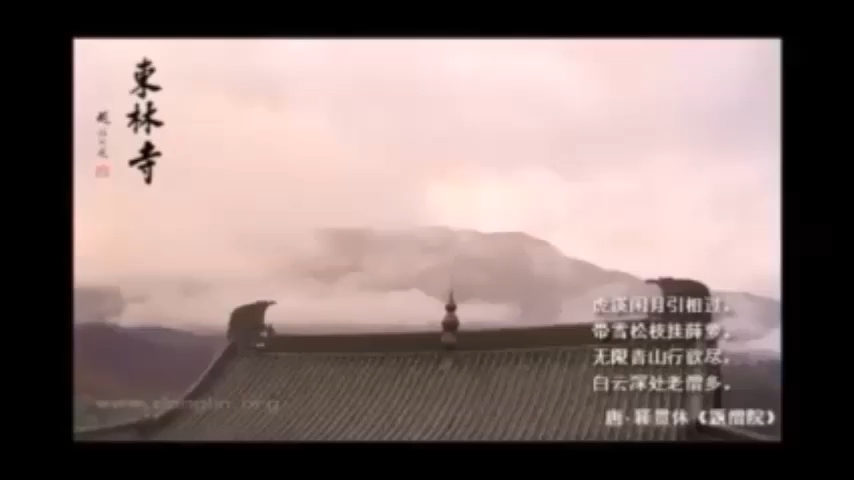 東林寺
虎溪闲月引相过，
带雪松枝挂薜萝，
无限青山行欲尽，
白云深处老僧多。
唐·释贯休《题僧院》